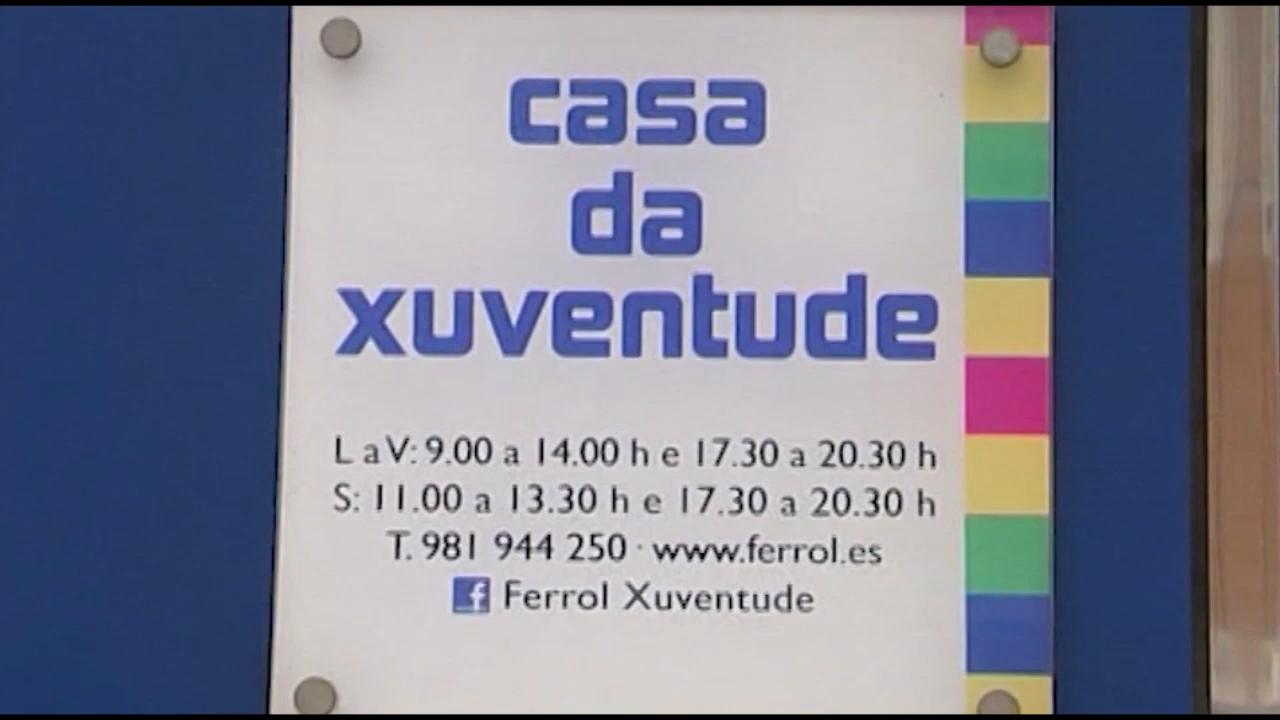 casa
da
xuventude
L a V: 9.00 a 14.00 h e 17.30 a 20.30 h
S: 11.00 a 13.30 h e 17.30 a 20.30 h
T. 981 944 250 · www.ferrol.es
f Ferrol Xuventude